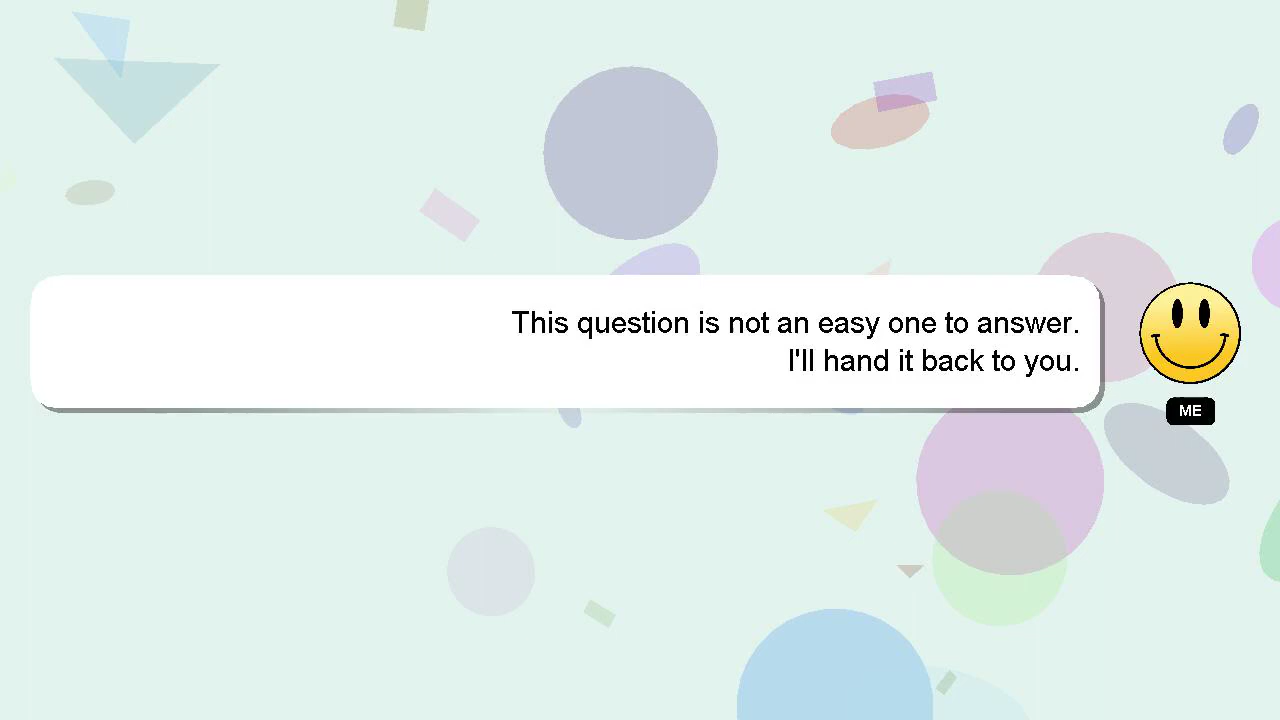 This question is not an easy one to answer.
I'll hand it back to you.
ME